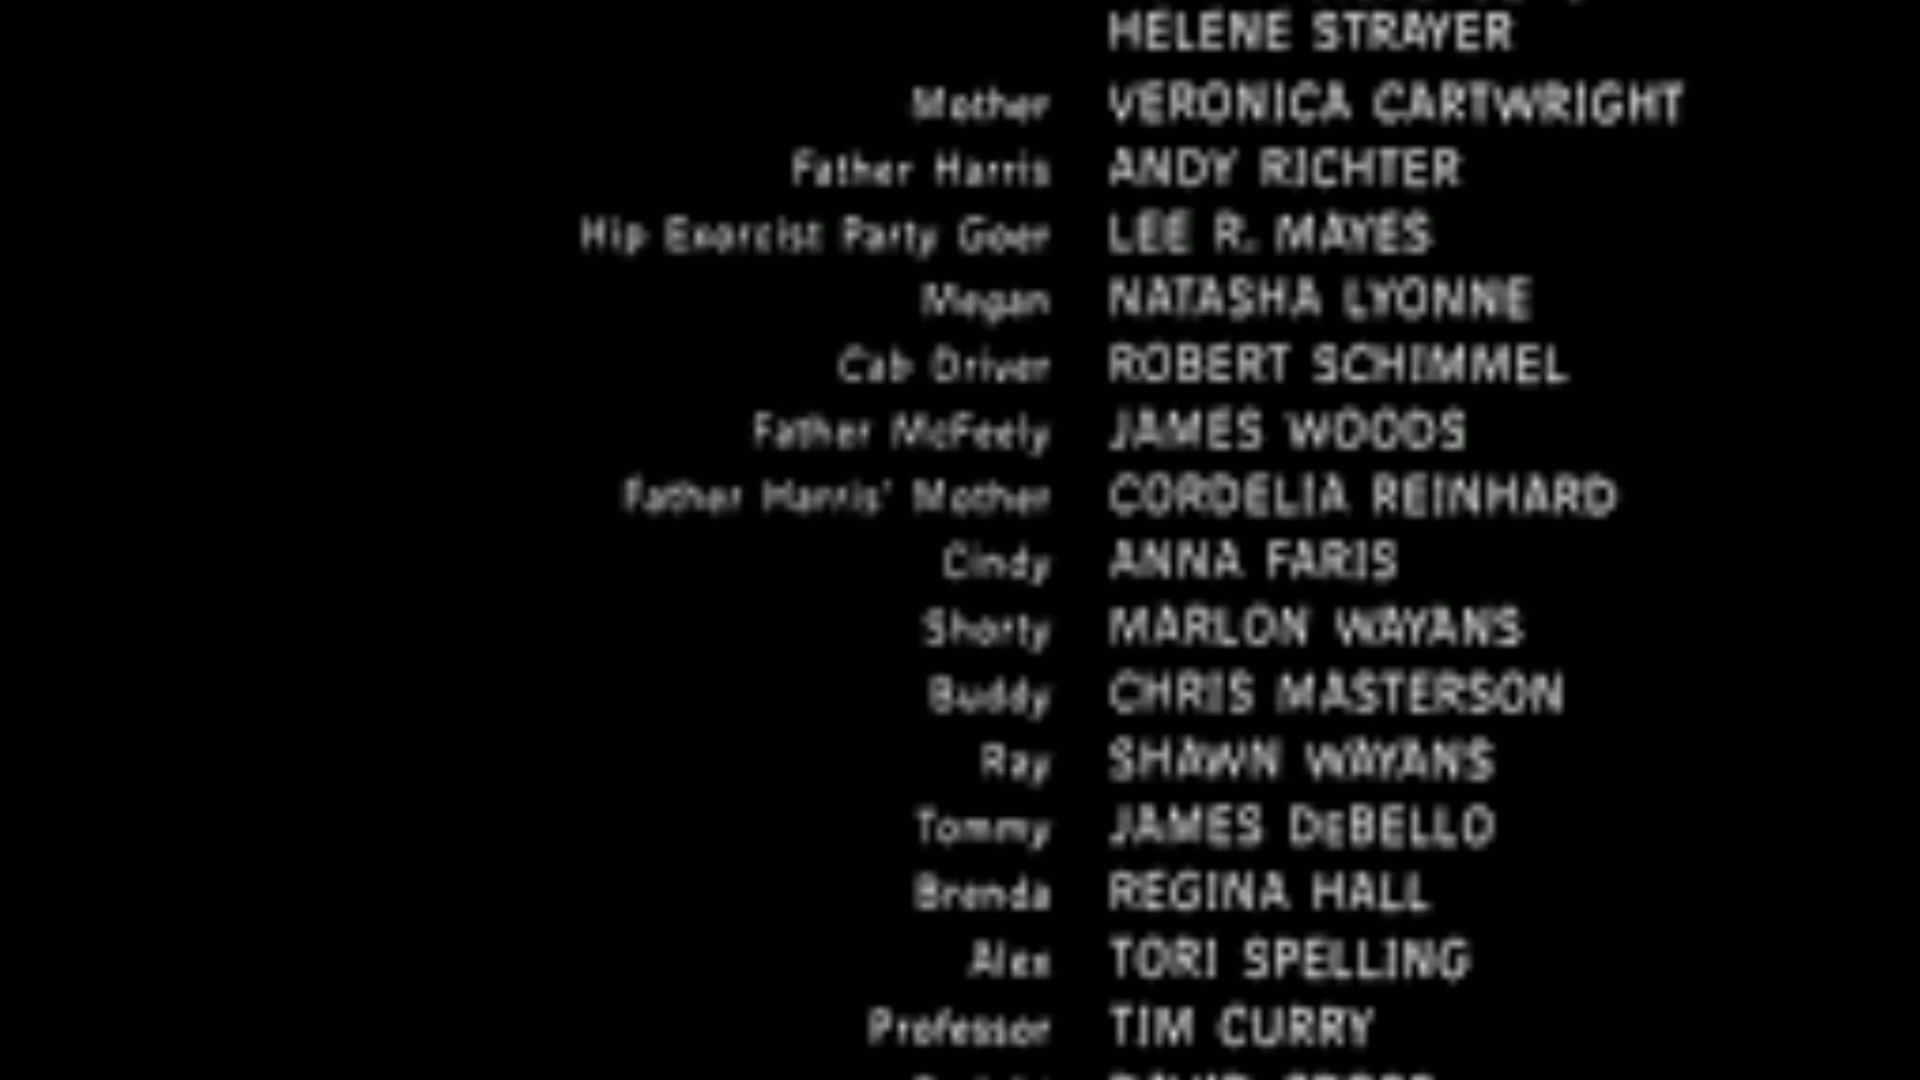 HELENE STRAYER
Mother VERONICA CARTWRIGHT
Father Harris ANDY RICHTER
Hip Exorcist Party Goer LEE R. MAYES
Megan NATASHA LYONNE
Cab Driver ROBERT SCHIMMEL
Father McFeely JAMES WOODS
Father Harris' Mother CORDELIA REINHARD
Cindy ANNA FARIS
Shorty MARLON WAYANS
Buddy CHRIS MASTERSON
Ray SHAWN WAYANS
Tommy JAMES DeBELLO
Brenda REGINA HALL
Alex TORI SPELLING
Professor TIM CURRY